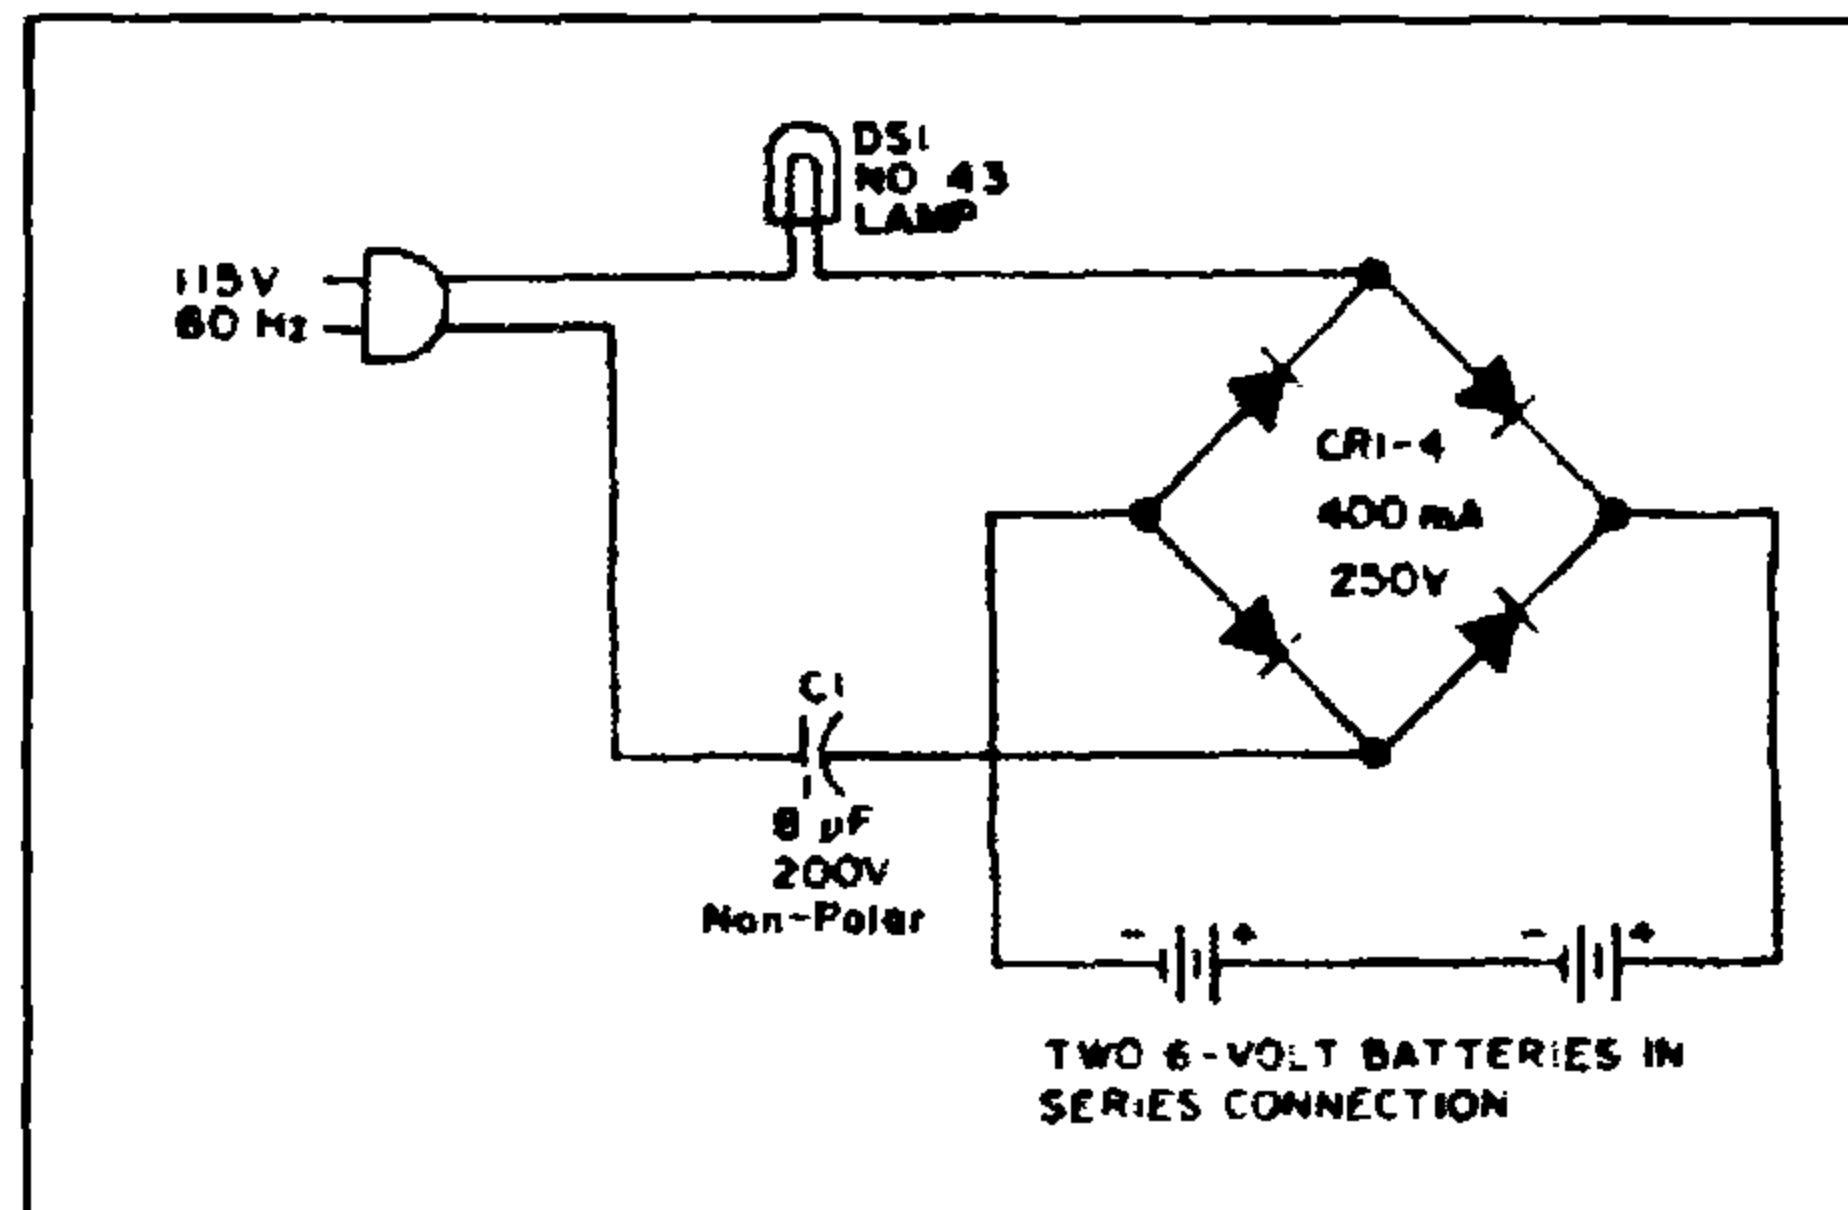 DS1
NO 43
LAMP
115V
60 Hz
CR1-4
400 mA
250V
C1
8 µF
200V
Non-Polar
- +
- +
TWO 6-VOLT BATTERIES IN
SERIES CONNECTION